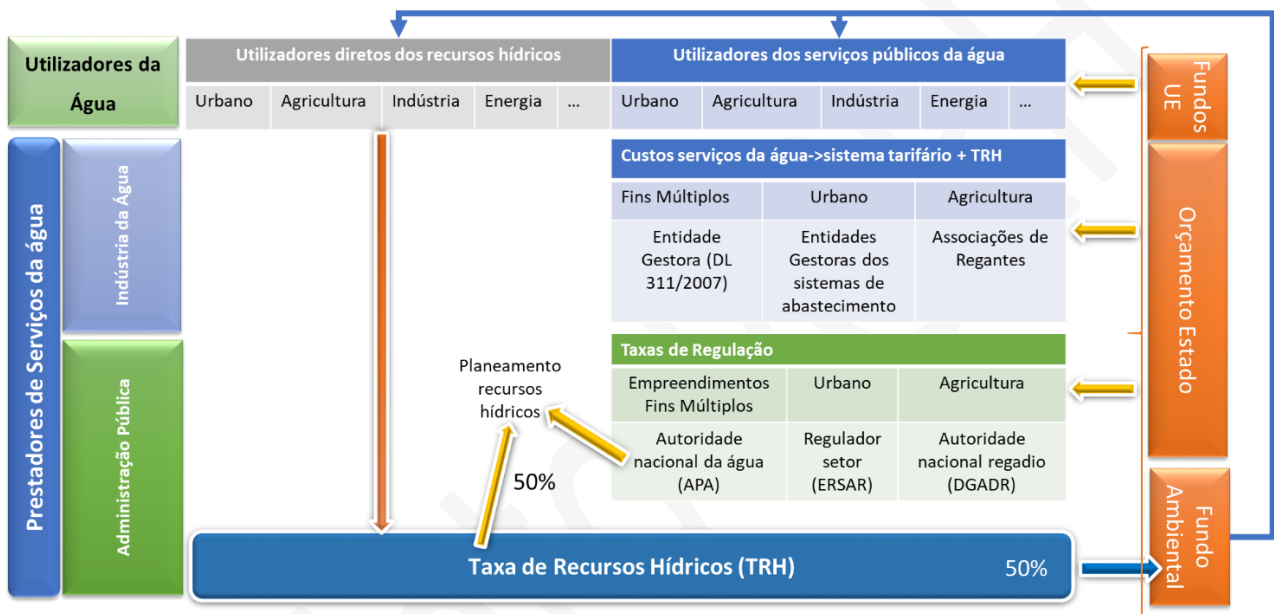 Utilizadores da
Água
Utilizadores diretos dos recursos hídricos
Utilizadores dos serviços públicos da água
Urbano
Agricultura
Indústria
Energia
...
Urbano
Agricultura
Indústria
Energia
...
Fundos
UE
Prestadores de Serviços da água
Indústria da Água
Custos serviços da água->sistema tarifário + TRH
Fins Múltiplos
Urbano
Agricultura
Entidade
Gestora (DL
311/2007)
Entidades
Gestoras dos
sistemas de
abastecimento
Associações de
Regantes
Orçamento Estado
Administração Pública
Planeamento
recursos
hídricos
50%
Taxas de Regulação
Empreendimentos
Fins Múltiplos
Urbano
Agricultura
Autoridade
nacional da água
(APA)
Regulador
setor
(ERSAR)
Autoridade
nacional regadio
(DGADR)
Taxa de Recursos Hídricos (TRH)
50%
Fundo
Ambiental